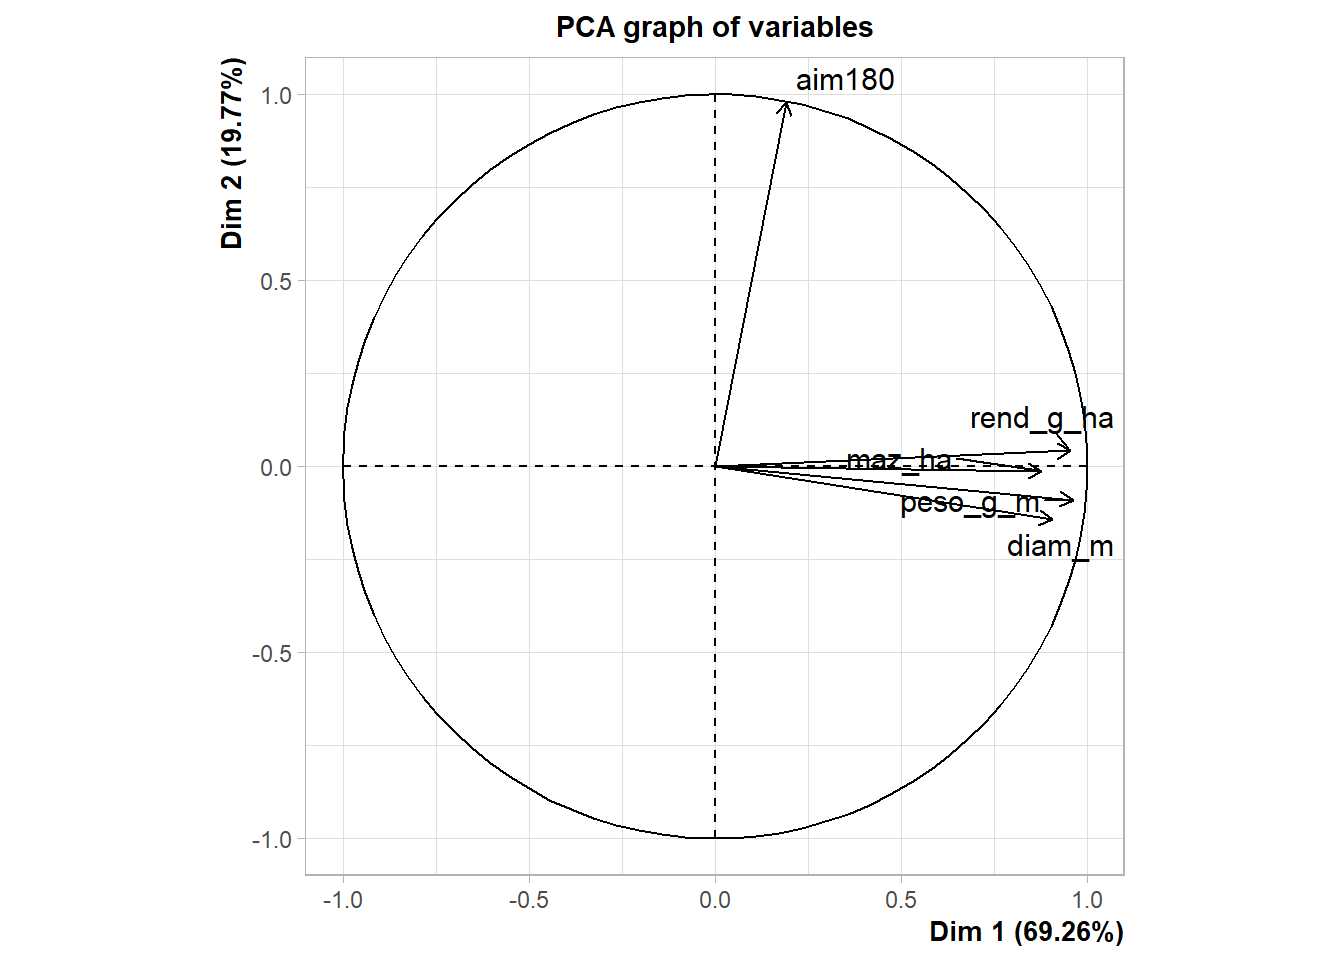 PCA graph of variables
Dim 2 (19.77%)
aim180
1.0
0.5
rend_g_ha
0.0
maz_ha
peso_g_m
diam_m
-0.5
-1.0
-1.0
-0.5
0.0
0.5
1.0
Dim 1 (69.26%)